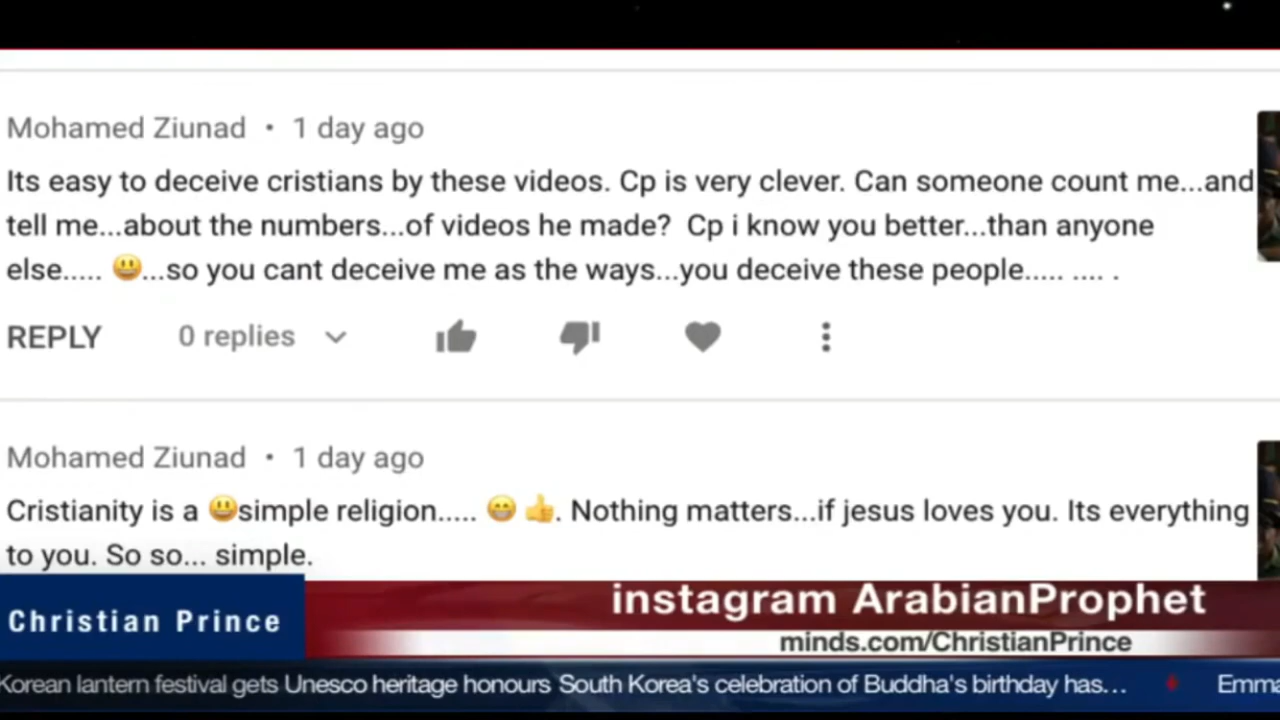 Mohamed Ziunad • 1 day ago
Its easy to deceive cristians by these videos. Cp is very clever. Can someone count me...and
tell me...about the numbers...of videos he made?  Cp i know you better...than anyone
else..... 😃...so you cant deceive me as the ways...you deceive these people..... .... .
REPLY 0 replies
Mohamed Ziunad • 1 day ago
Cristianity is a 😃simple religion..... 😁👍. Nothing matters...if jesus loves you. Its everything
to you. So so... simple.
Christian Prince
instagram ArabianProphet
minds.com/ChristianPrince
Korean lantern festival gets Unesco heritage honours South Korea's celebration of Buddha's birthday has...